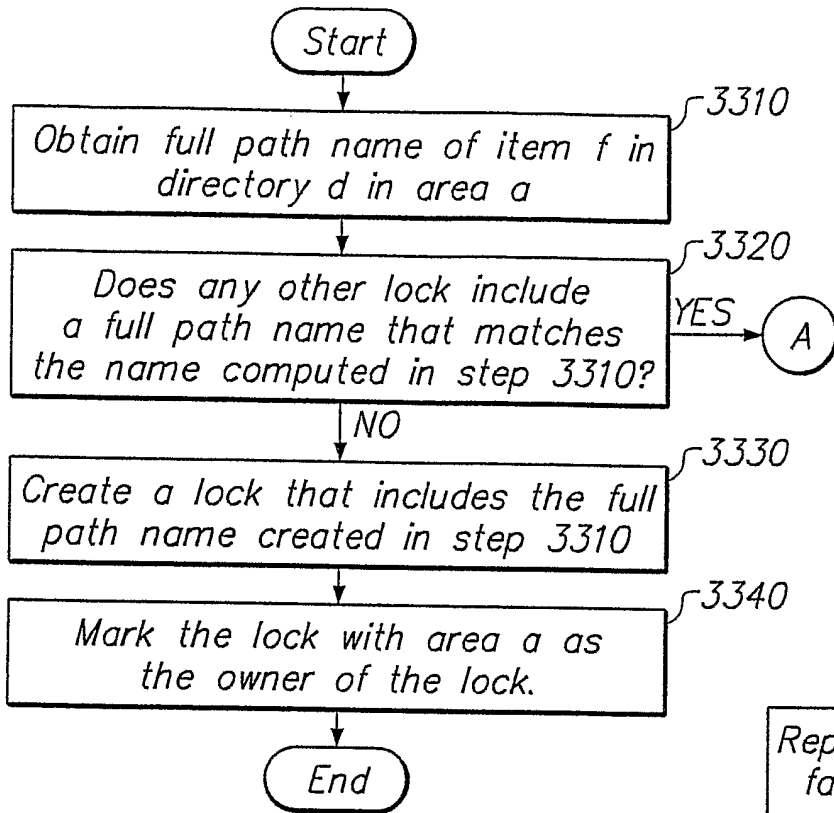 Start
3310
Obtain full path name of item f in
directory d in area a
3320
Does any other lock include
a full path name that matches
the name computed in step 3310?
YES
A
NO
3330
Create a lock that includes the full
path name created in step 3310
3340
Mark the lock with area a as
the owner of the lock.
End